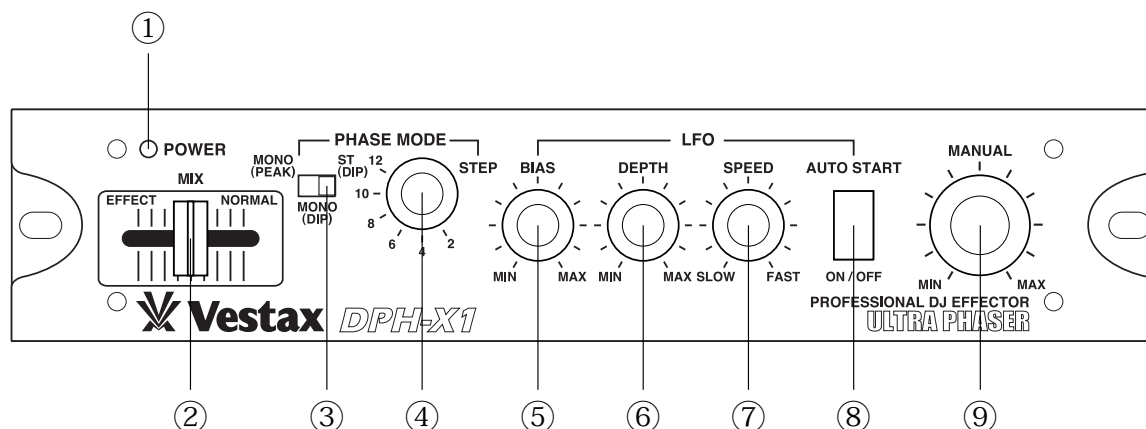 ①
POWER
PHASE MODE
LFO
MANUAL
MONO
(PEAK)
ST
(DIP)
MONO
(DIP)
12
10
8
6
4
2
STEP
BIAS
DEPTH
SPEED
AUTO START
MIX
EFFECT
NORMAL
MIN
MAX
MIN
MAX
SLOW
FAST
ON / OFF
MIN
MAX
Vestax DPH-X1
PROFESSIONAL DJ EFFECTOR
ULTRA PHASER
② ③ ④ ⑤ ⑥ ⑦ ⑧ ⑨